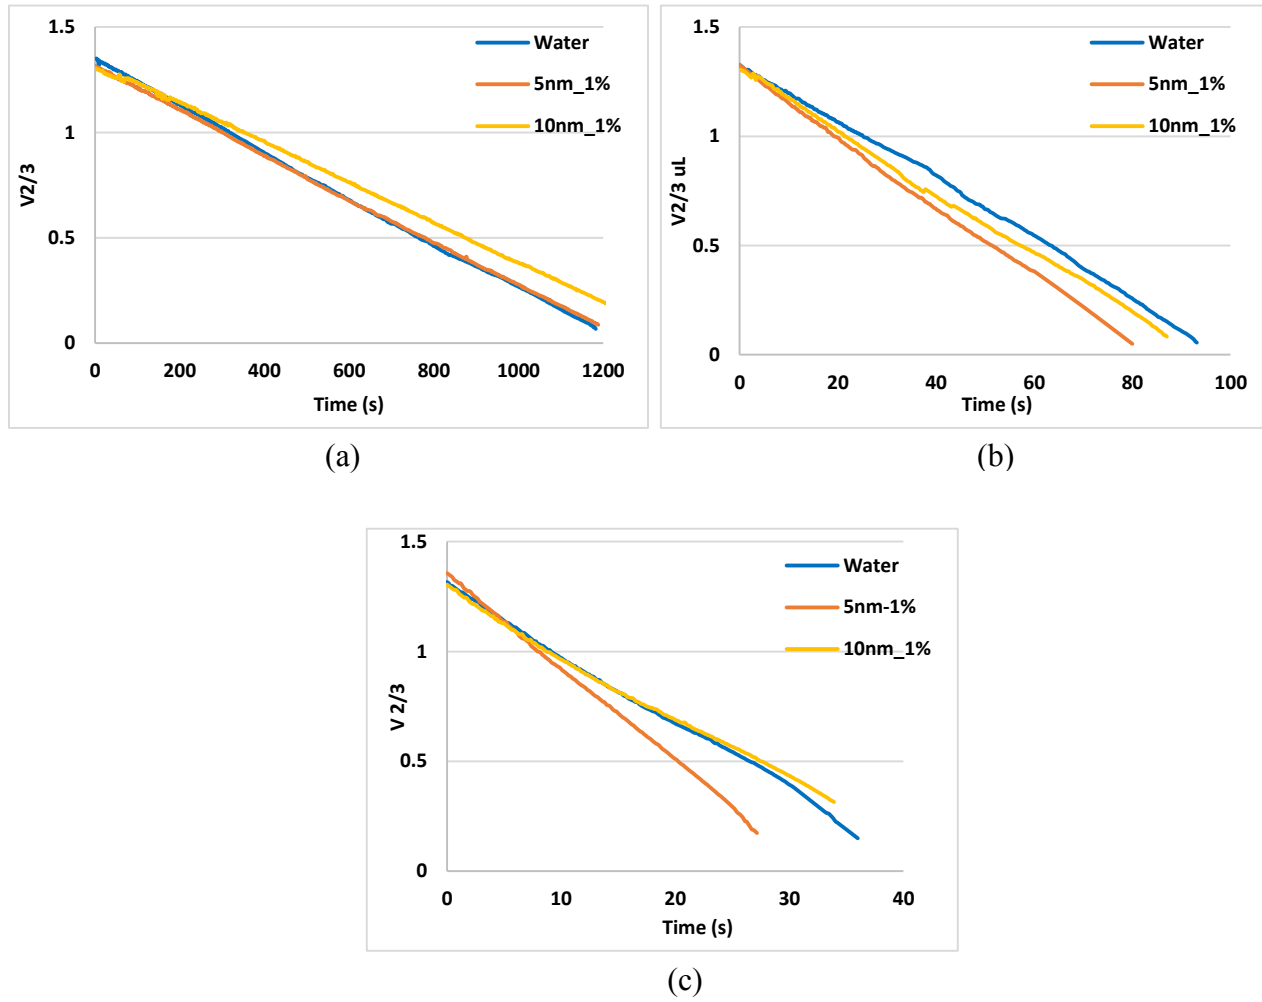 1.5
1
0.5
0
V2/3
Water
5nm_1%
10nm_1%
0 200 400 600 800 1000 1200
Time (s)
(a)
1.5
1
0.5
0
V2/3 uL
Water
5nm_1%
10nm_1%
0 20 40 60 80 100
Time (s)
(b)
1.5
1
0.5
0
V 2/3
Water
5nm-1%
10nm_1%
0 10 20 30 40
Time (s)
(c)